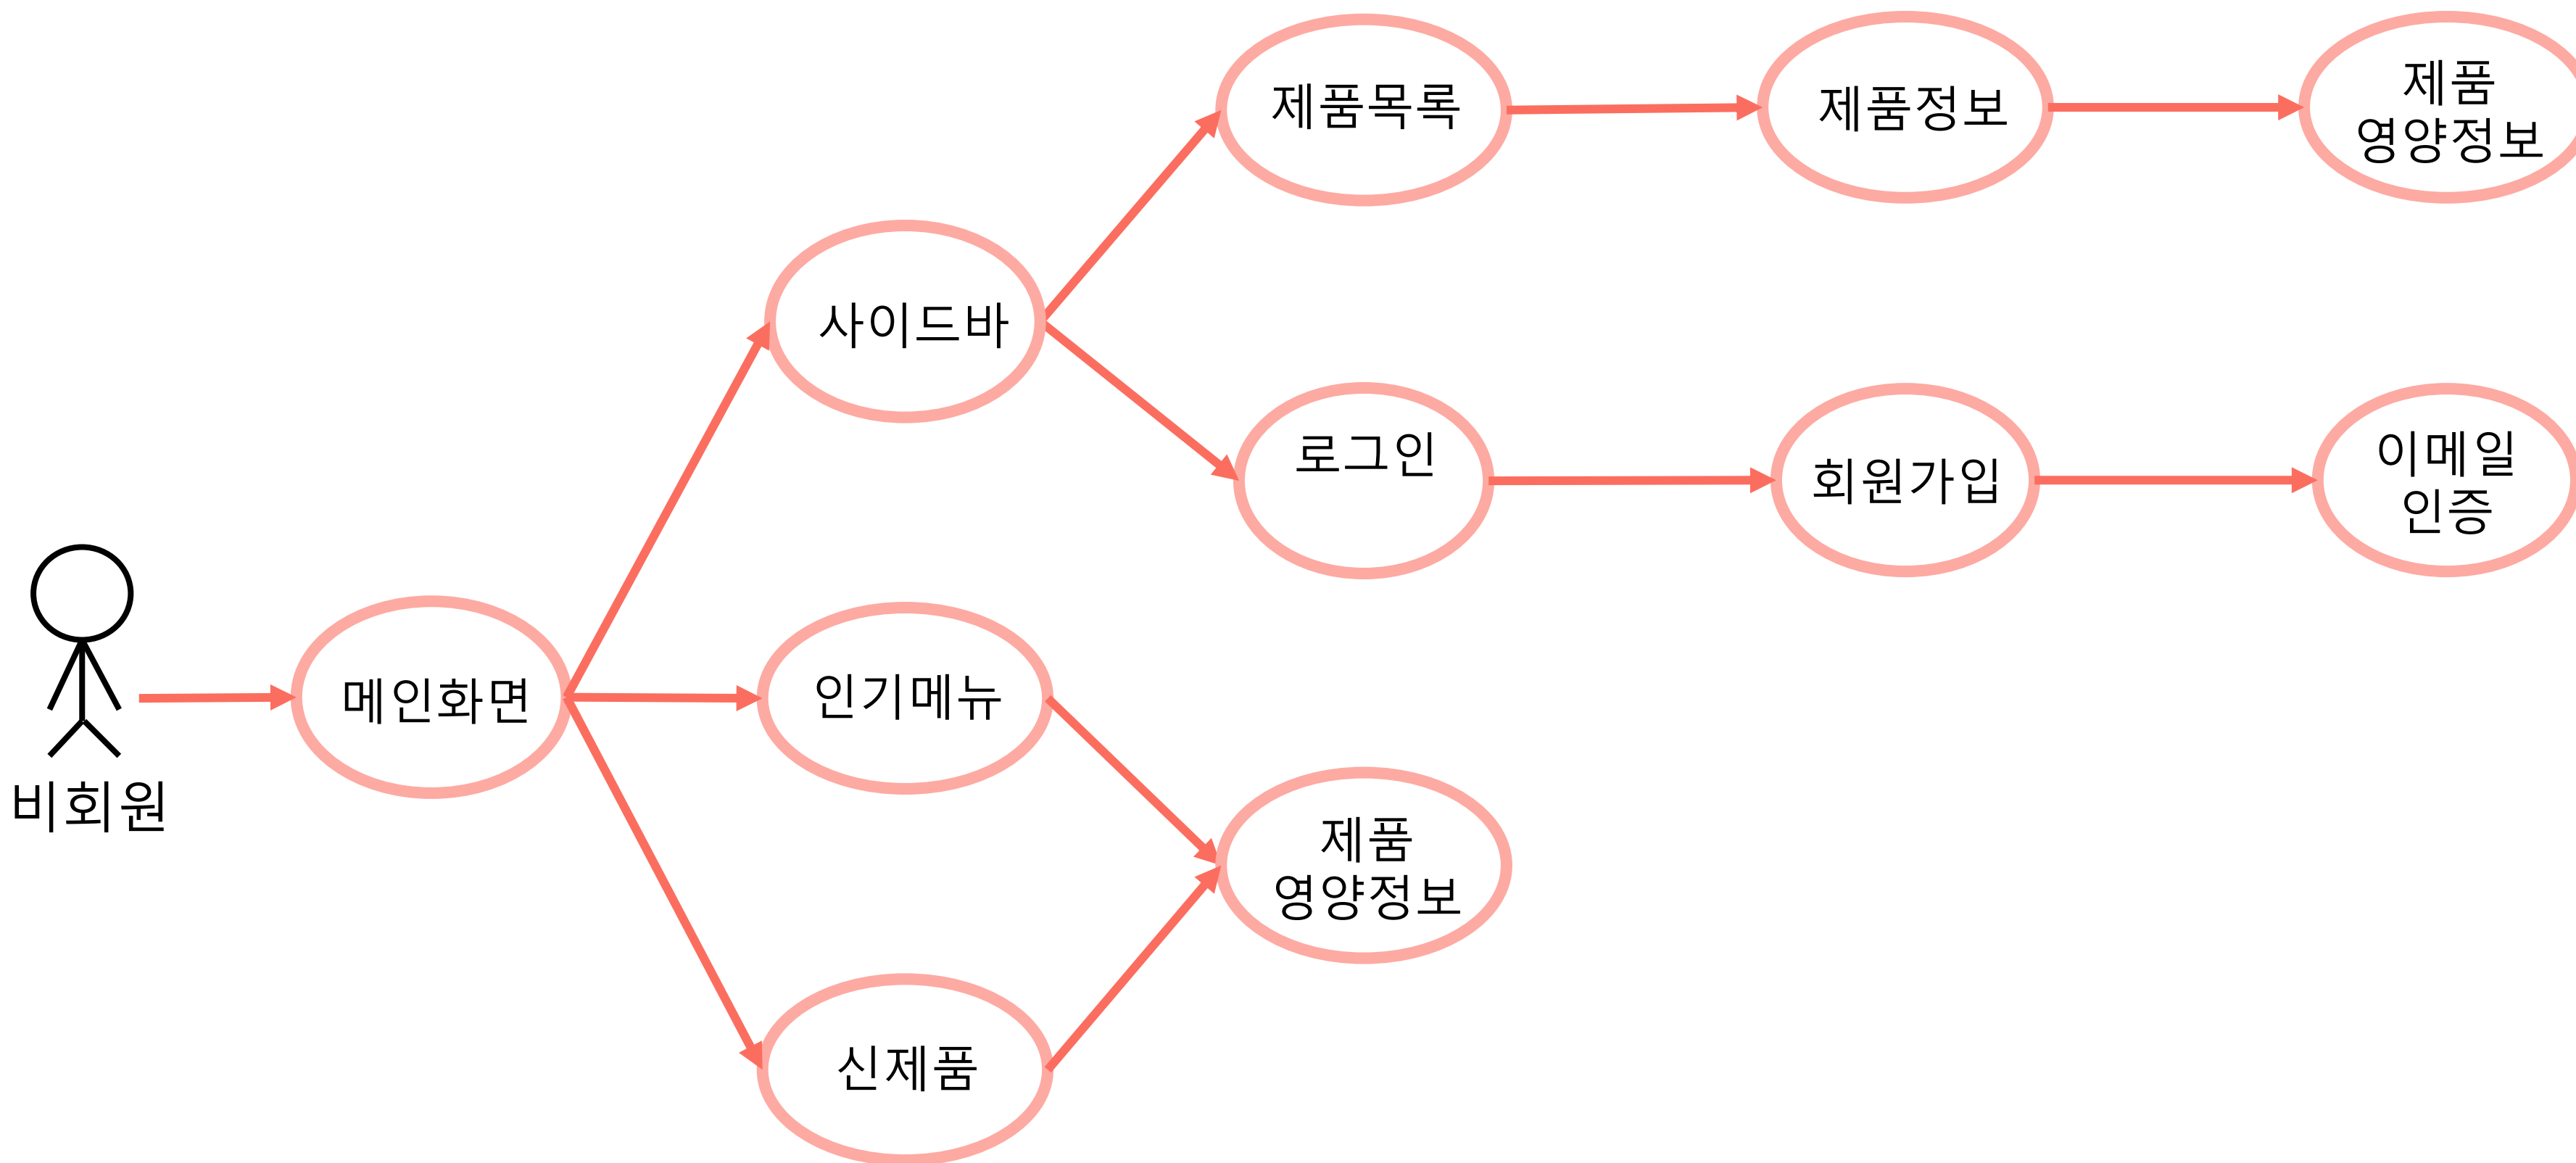 제품목록
제품정보
제품
영양정보
사이드바
로그인
회원가입
이메일
인증
비회원
메인화면
인기메뉴
제품
영양정보
신제품